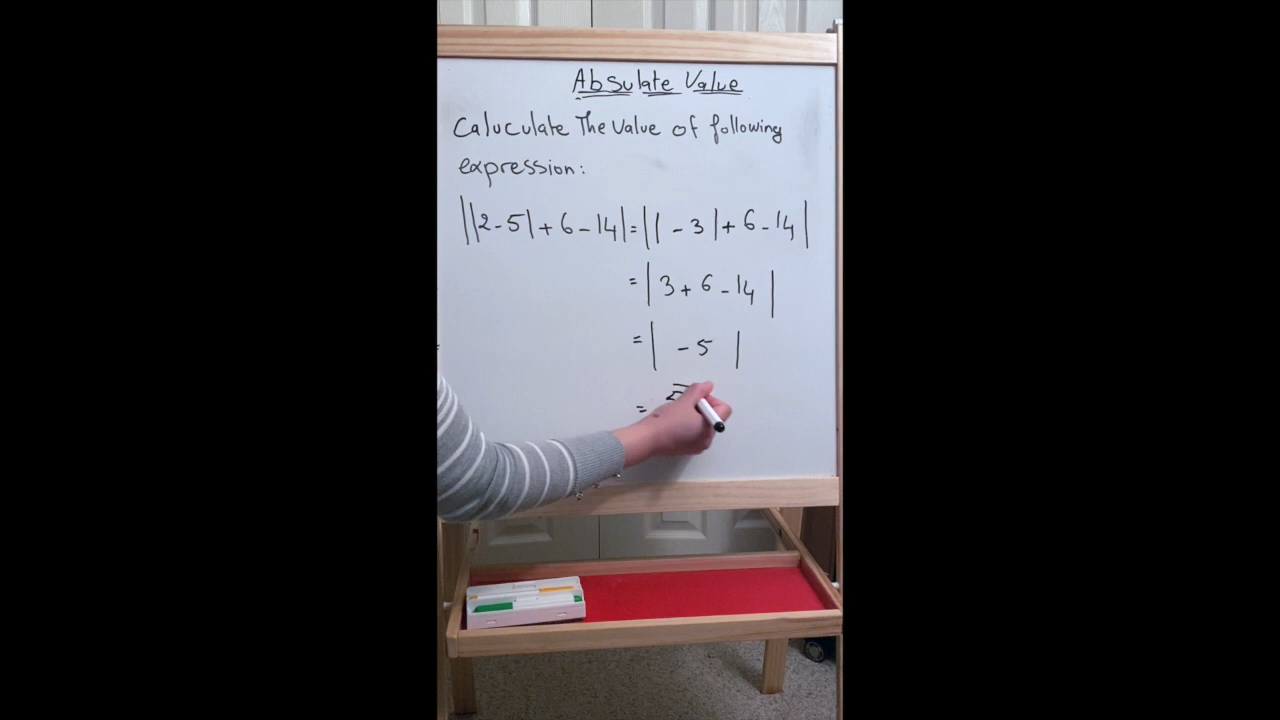 Absulate Value
Caluculate The value of following
expression:
||2-5|+6-14|=||-3|+6-14|
=|3+6-14|
=|-5|
=5